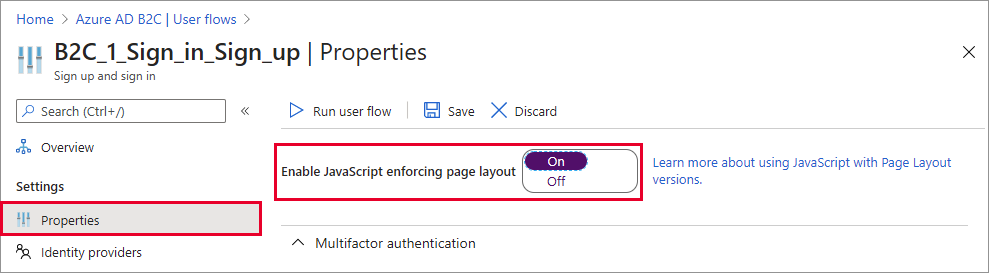 Home > Azure AD B2C | User flows >
B2C_1_Sign_in_Sign_up | Properties
Sign up and sign in
Search (Ctrl+/)
«
Run user flow
Save
Discard
Overview
Enable JavaScript enforcing page layout
On
Off
Learn more about using JavaScript with Page Layout
versions.
Settings
Properties
Identity providers
Multifactor authentication